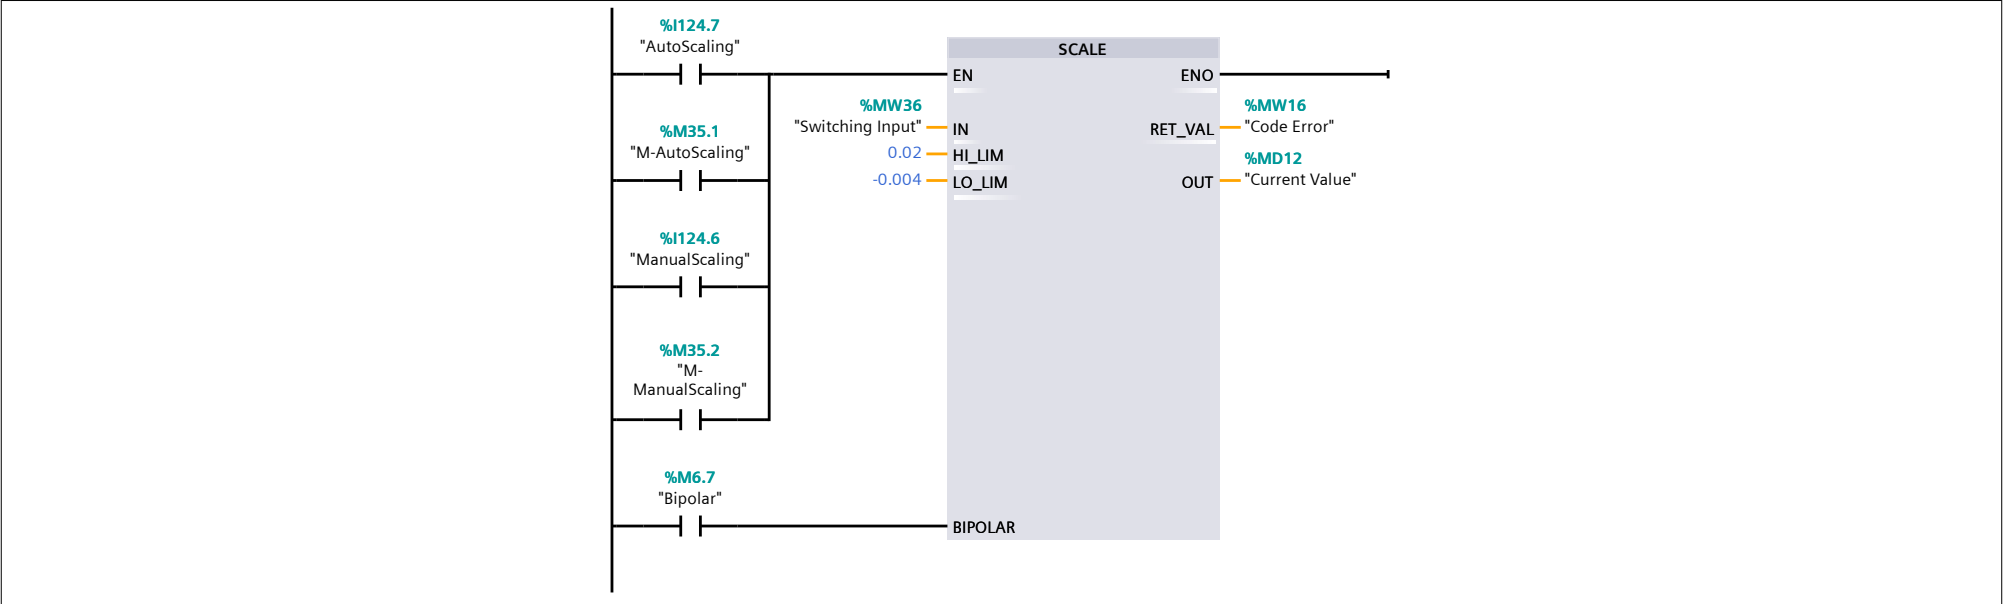 %I124.7
"AutoScaling"
SCALE
EN
ENO
%MW36
"Switching Input"
IN
%MW16
RET_VAL
"Code Error"
%M35.1
"M-AutoScaling"
0.02
HI_LIM
%MD12
-0.004
LO_LIM
OUT
"Current Value"
%I124.6
"ManualScaling"
%M35.2
"M-
ManualScaling"
%M6.7
"Bipolar"
BIPOLAR